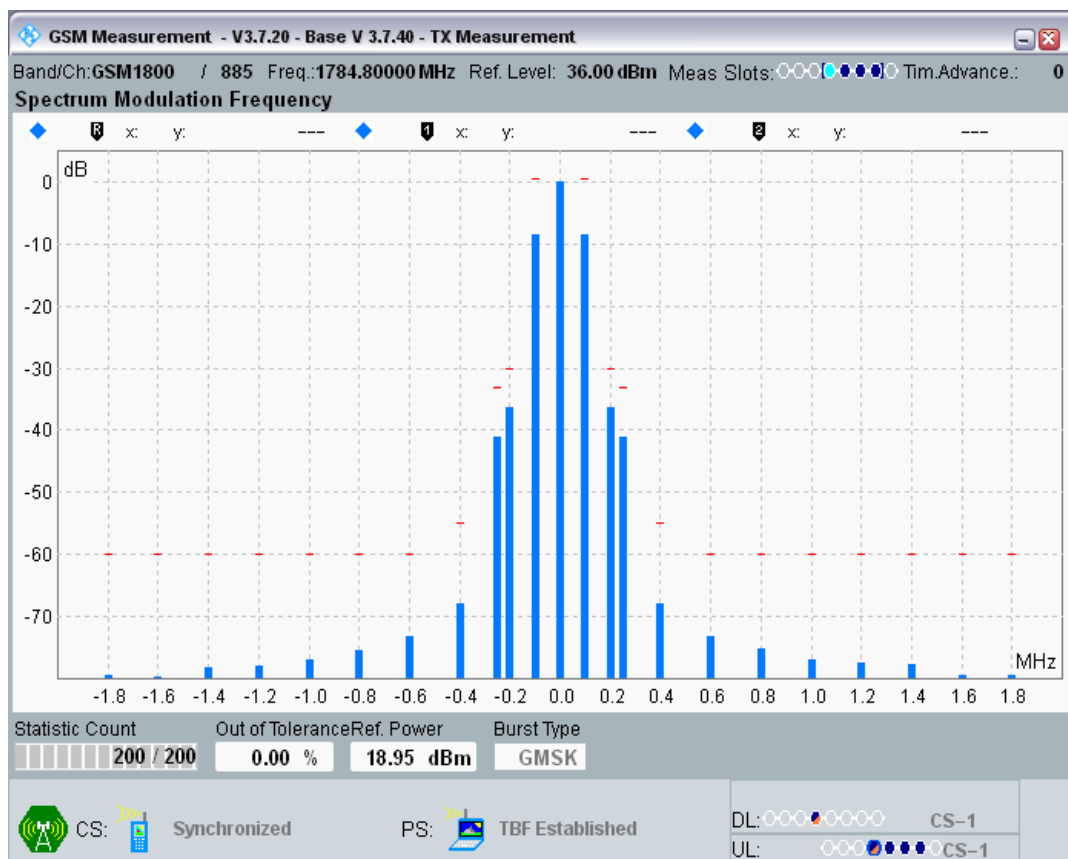 GSM Measurement - V3.7.20 - Base V 3.7.40 - TX Measurement
Band/Ch:GSM1800 / 885 Freq.:1784.80000 MHz Ref. Level: 36.00 dBm Meas Slots: Tim.Advance.: 0
Spectrum Modulation Frequency
R x: y: --- 1 x: y: --- 2 x: y: ---
dB
0
-10
-20
-30
-40
-50
-60
-70
MHz
-1.8 -1.6 -1.4 -1.2 -1.0 -0.8 -0.6 -0.4 -0.2 0.0 0.2 0.4 0.6 0.8 1.0 1.2 1.4 1.6 1.8
Statistic Count Out of Tolerance Ref. Power Burst Type
200 / 200 0.00 % 18.95 dBm GMSK
CS: Synchronized PS: TBF Established DL: CS-1
UL: CS-1